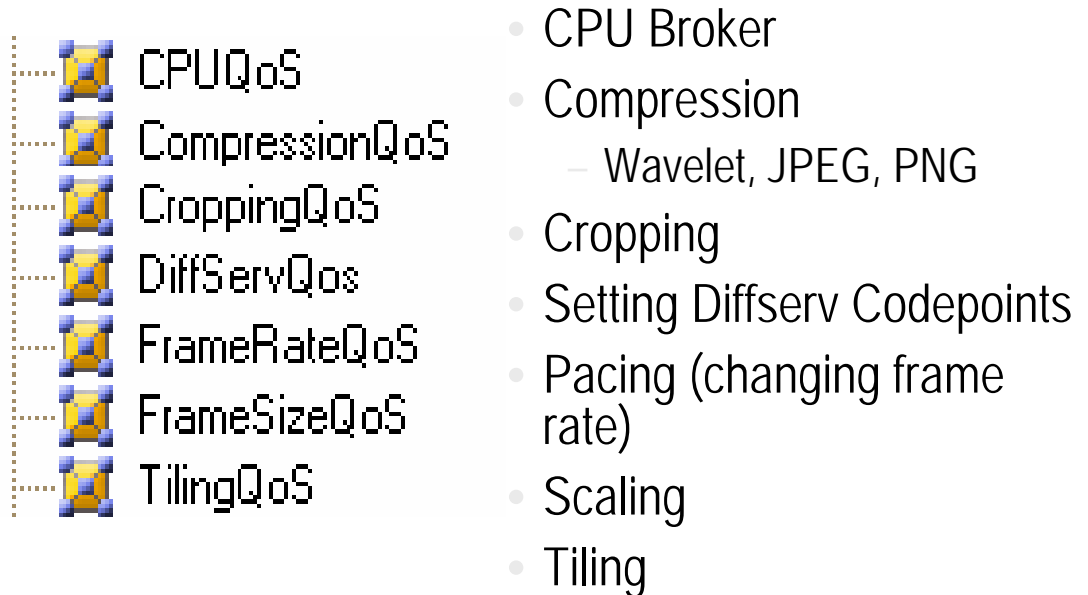 CPUQoS
CompressionQoS
CroppingQoS
DiffServQos
FrameRateQoS
FrameSizeQoS
TilingQoS
• CPU Broker
• Compression
– Wavelet, JPEG, PNG
• Cropping
• Setting Diffserv Codepoints
• Pacing (changing frame
rate)
• Scaling
• Tiling